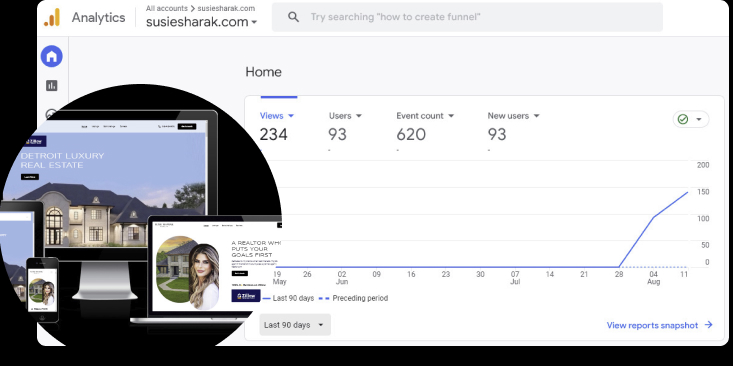 Analytics
All accounts > susiesharak.com
susiesharak.com
Try searching "how to create funnel"
Home
Views
234
-
Users
93
-
Event count
620
-
New users
93
-
200
150
100
50
0
19
May
26
02
Jun
09
16
23
30
07
Jul
14
21
28
04
Aug
11
Last 90 days
Preceding period
Last 90 days
View reports snapshot
DETROIT LUXURY
REAL ESTATE
Zillow
A REALTOR WH
PUTS YOUR
GOALS FIRST
Zillow